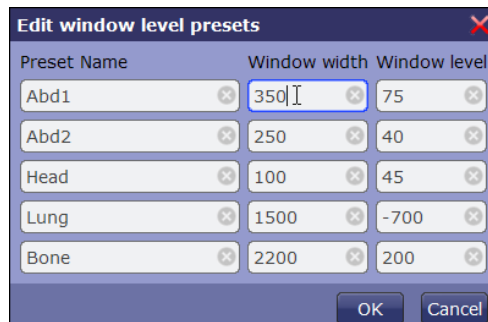 Edit window level presets
Preset Name Window width Window level
Abd1 350 75
Abd2 250 40
Head 100 45
Lung 1500 -700
Bone 2200 200
OK Cancel